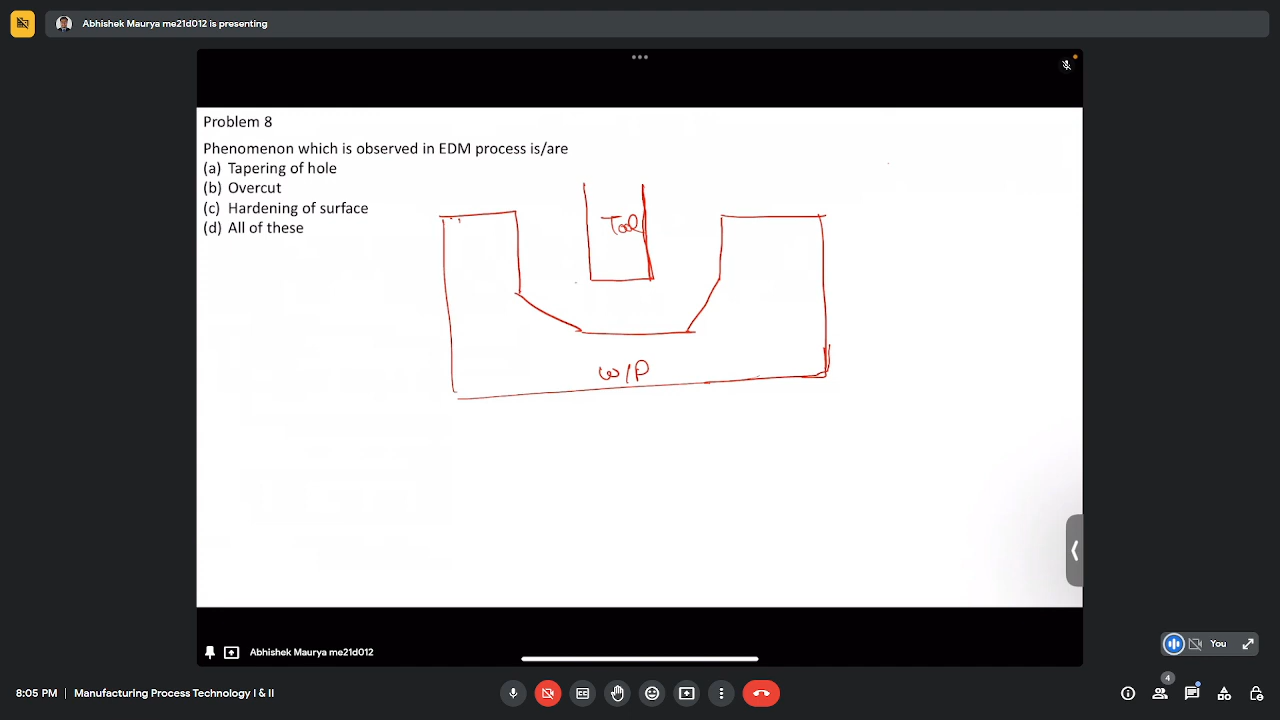 Abhishek Maurya me21d012 is presenting
Problem 8
Phenomenon which is observed in EDM process is/are
(a) Tapering of hole
(b) Overcut
(c) Hardening of surface
(d) All of these
Tool
W/P
Abhishek Maurya me21d012
You
4
8:05 PM | Manufacturing Process Technology I & II